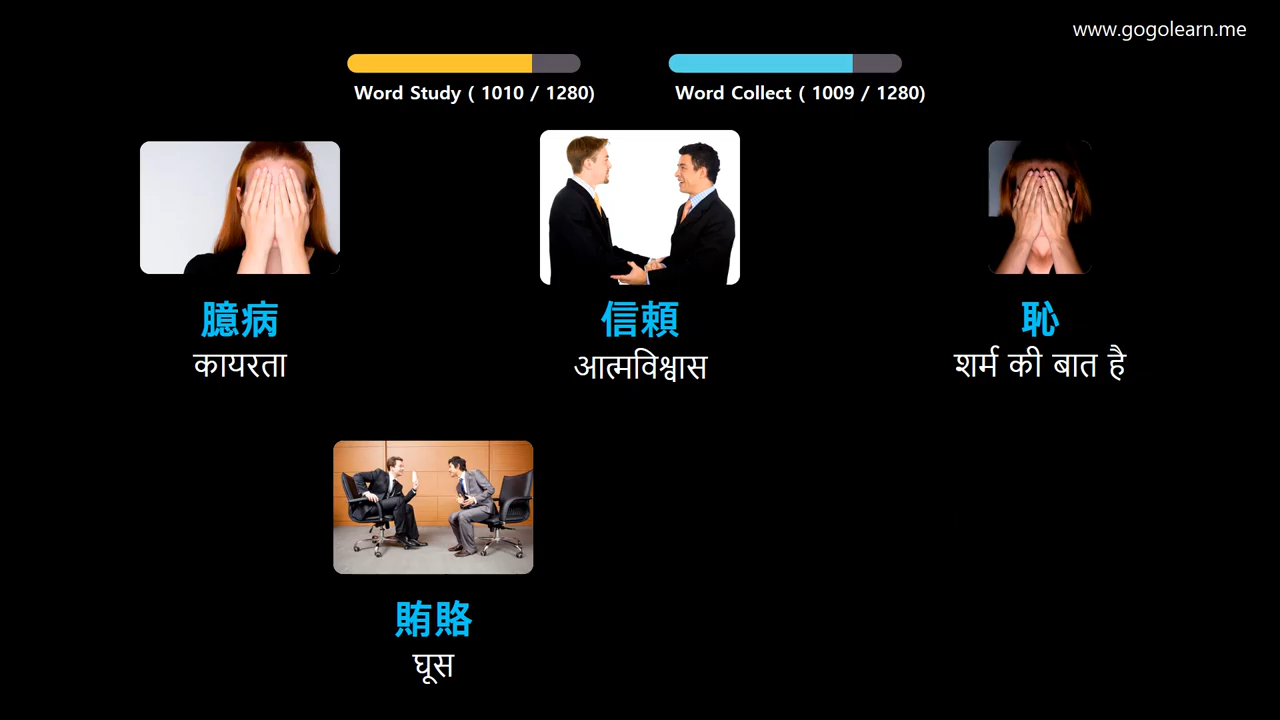 www.gogolearn.me
Word Study ( 1010 / 1280)
Word Collect ( 1009 / 1280)
臆病
कायरता
信頼
आत्मविश्वास
恥
शर्म की बात है
賄賂
घूस